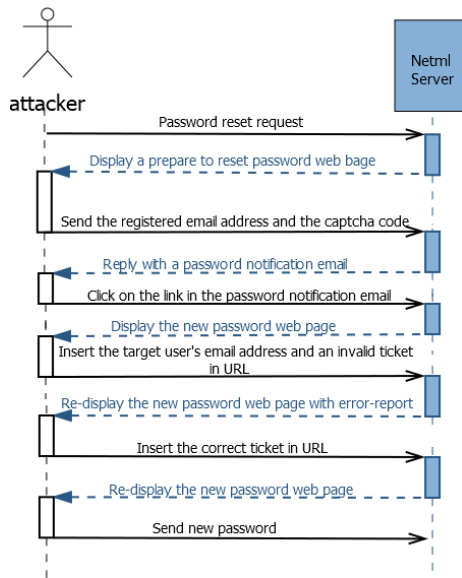 Netml
Server
attacker
Password reset request
Display a prepare to reset password web bage
Send the registered email address and the captcha code
Reply with a password notification email
Click on the link in the password notification email
Display the new password web page
Insert the target user's email address and an invalid ticket
in URL
Re-display the new password web page with error-report
Insert the correct ticket in URL
Re-display the new password web page
Send new password